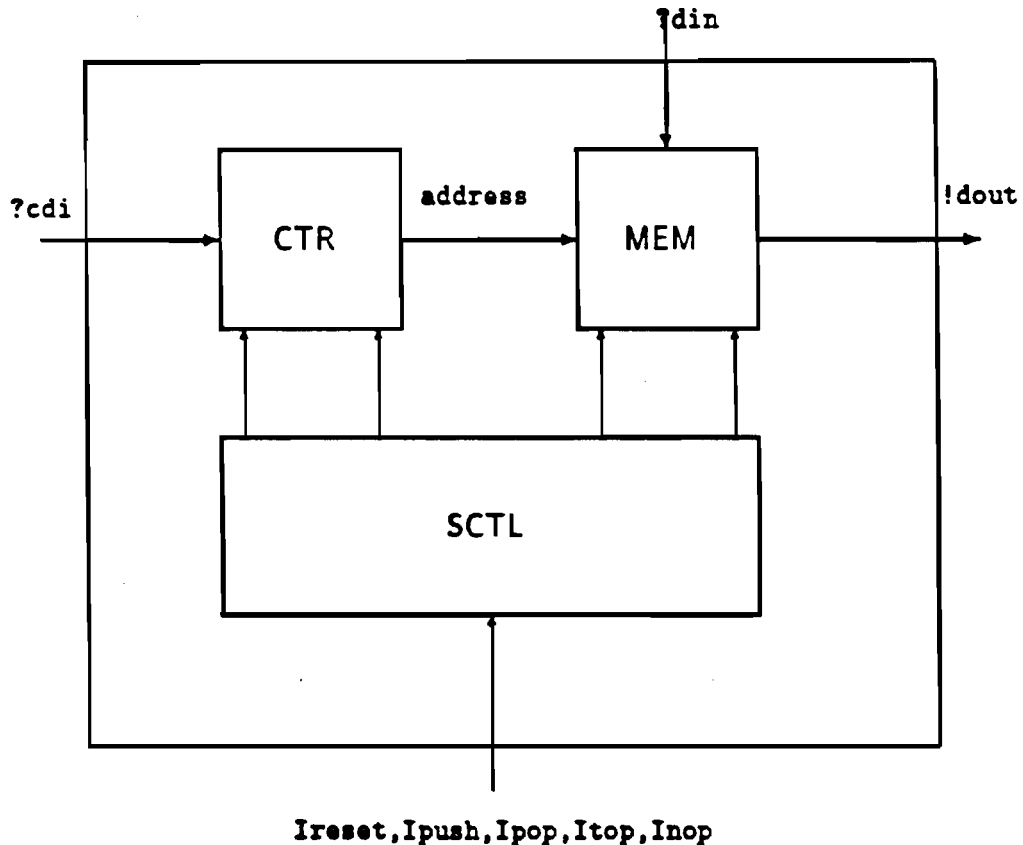 ?din
?cdi
address
!dout
CTR
MEM
SCTL
Ireset,Ipush,Ipop,Itop,Inop